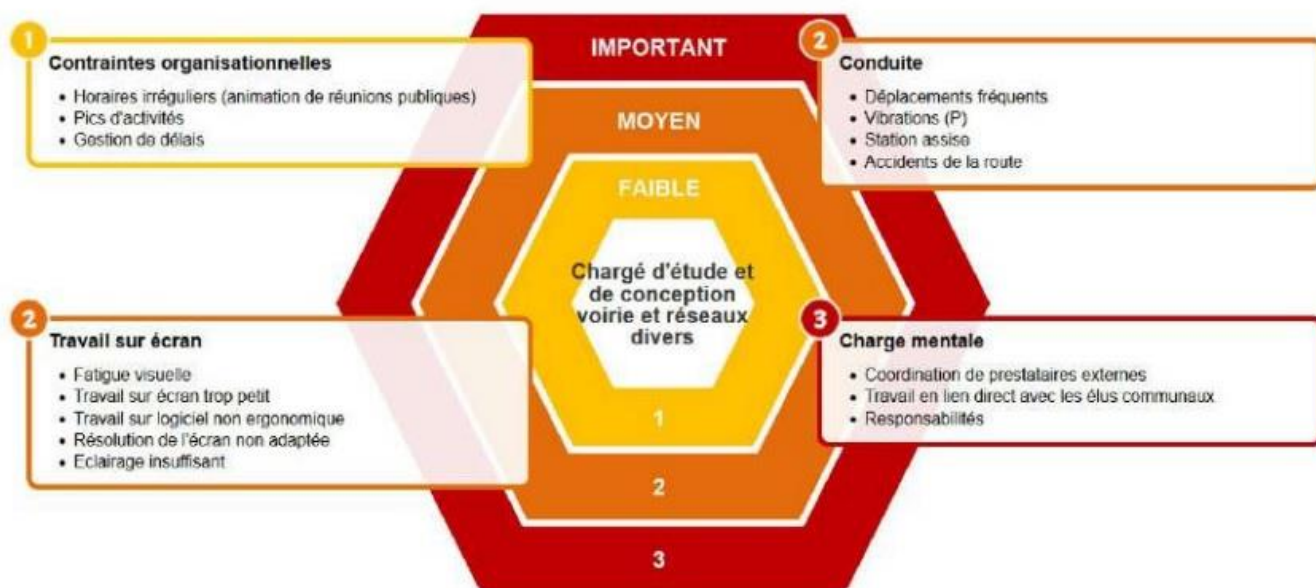 1
Contraintes organisationnelles
• Horaires irréguliers (animation de réunions publiques)
• Pics d'activités
• Gestion de délais
IMPORTANT
MOYEN
FAIBLE
2
Conduite
• Déplacements fréquents
• Vibrations (P)
• Station assise
• Accidents de la route
Chargé d'étude et
de conception
voirie et réseaux
divers
2
Travail sur écran
• Fatigue visuelle
• Travail sur écran trop petit
• Travail sur logiciel non ergonomique
• Résolution de l'écran non adaptée
• Eclairage insuffisant
3
Charge mentale
• Coordination de prestataires externes
• Travail en lien direct avec les élus communaux
• Responsabilités
1
2
3